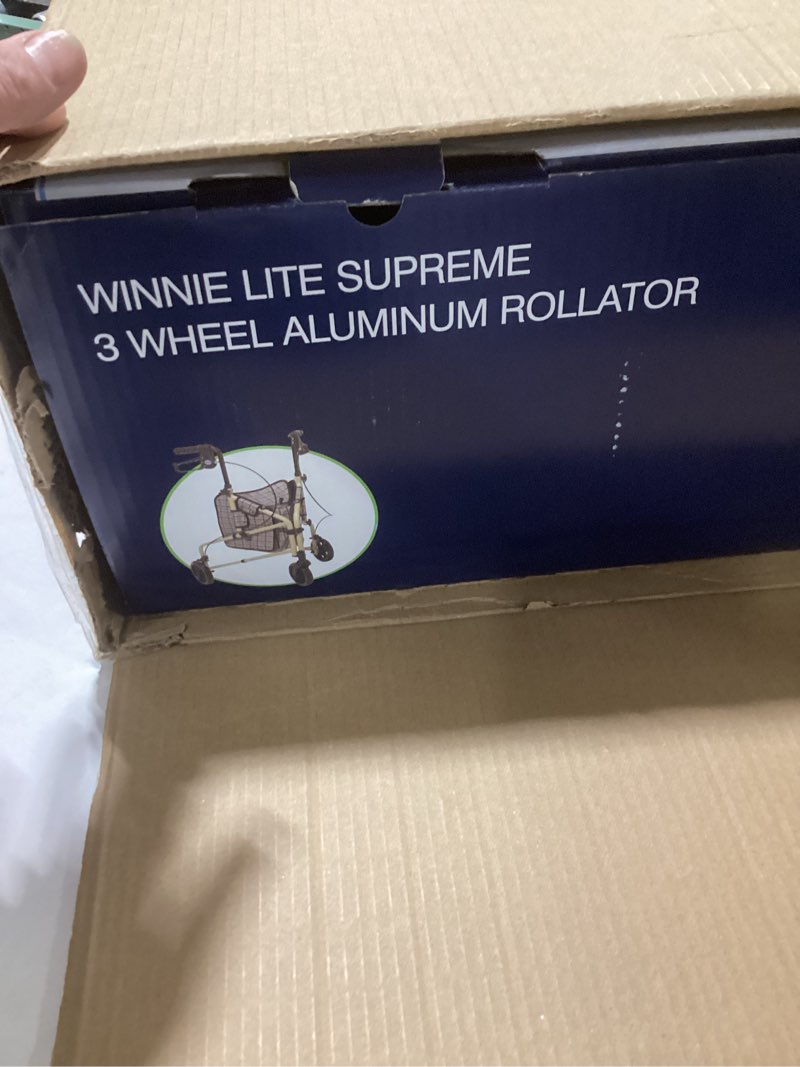 WINNIE LITE SUPREME
3 WHEEL ALUMINUM ROLLATOR